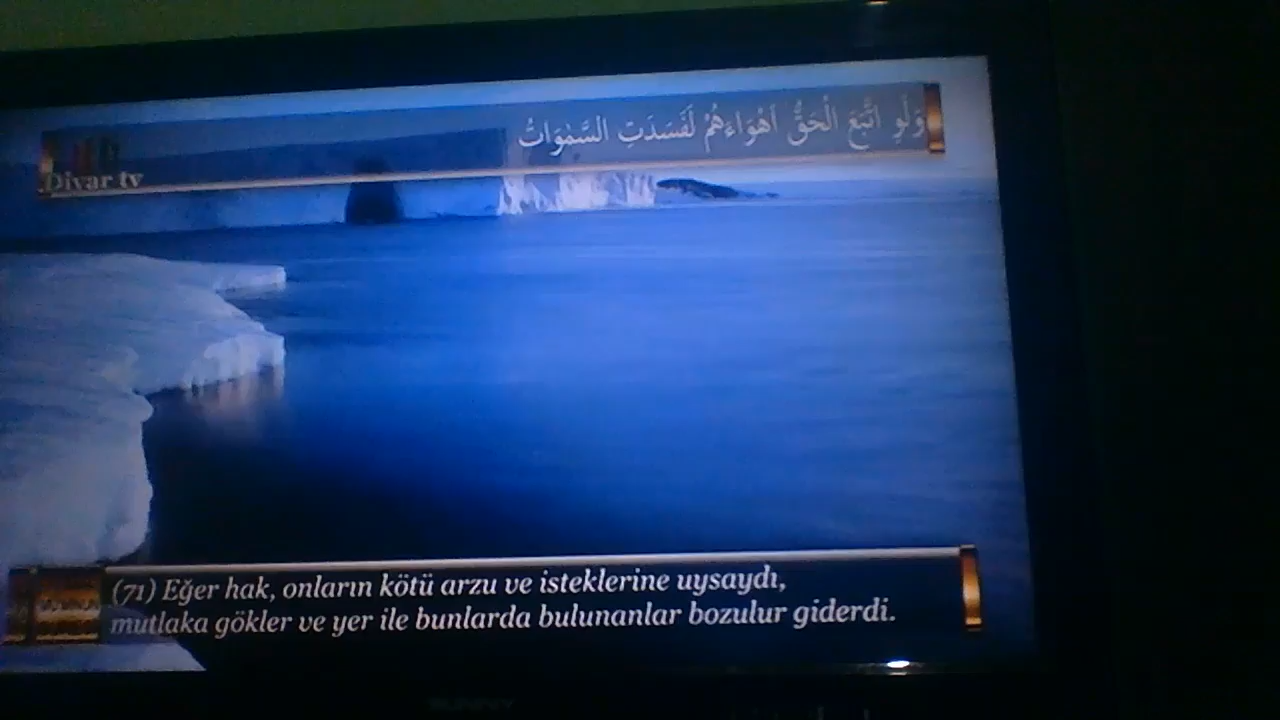 وَلَوِ اتَّبَعَ الْحَقُّ اَهْوَاءَهُمْ لَفَسَدَتِ السَّمٰوَاتُ
Divar tv
(71) Eğer hak, onların kötü arzu ve isteklerine uysaydı,
mutlaka gökler ve yer ile bunlarda bulunanlar bozulur giderdi.